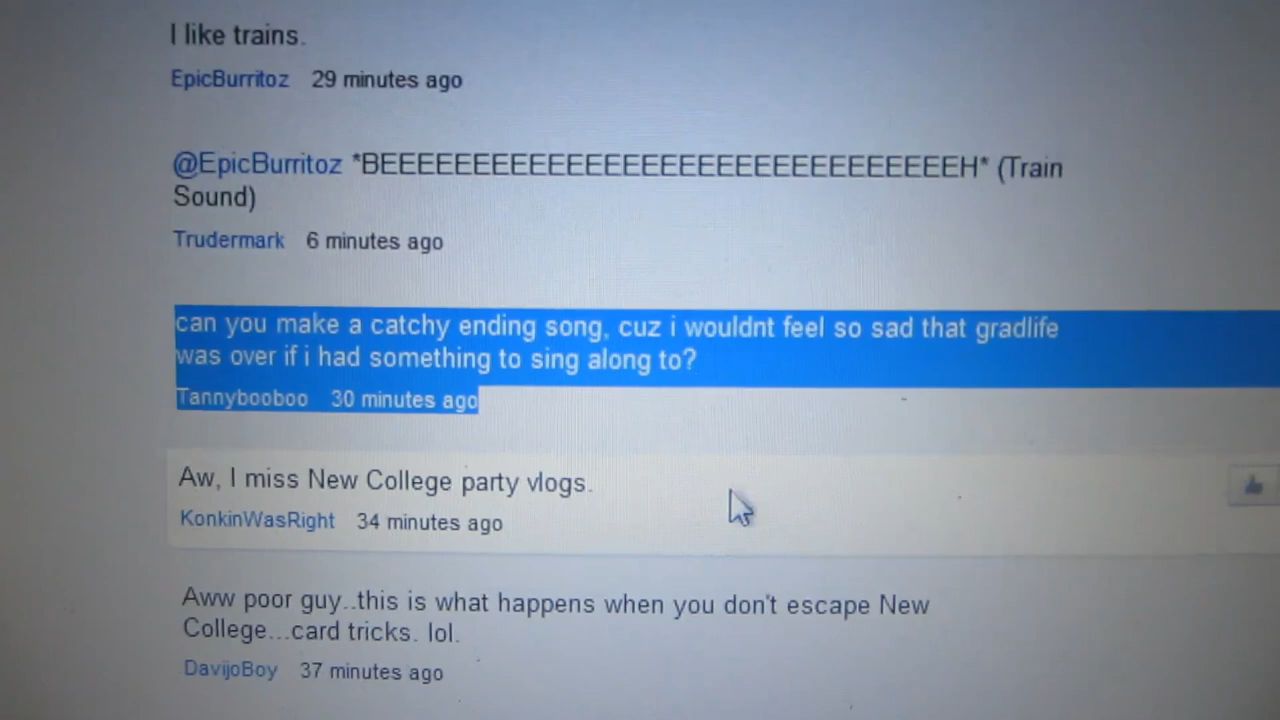 I like trains.
EpicBurritoz 29 minutes ago
@EpicBurritoz *BEEEEEEEEEEEEEEEEEEEEEEEEEEEEEEEEH* (Train
Sound)
Trudermark 6 minutes ago
can you make a catchy ending song, cuz i wouldnt feel so sad that gradlife
was over if i had something to sing along to?
Tannybooboo 30 minutes ago
Aw, I miss New College party vlogs.
KonkinWasRight 34 minutes ago
Aww poor guy..this is what happens when you don't escape New
College...card tricks. lol.
DavijoBoy 37 minutes ago